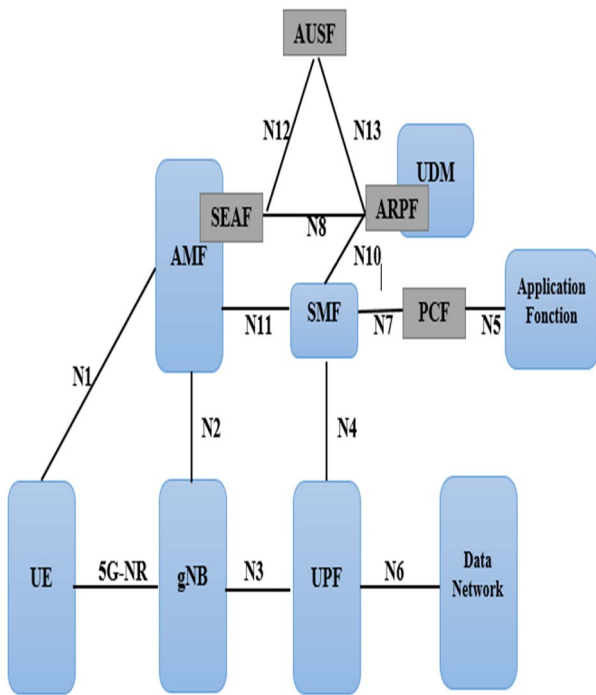 AUSF
N12
N13
UDM
SEAF
ARPF
N8
AMF
N10
Application
Fonction
SMF
PCF
N11
N7
N5
N1
N2
N4
5G-NR
UE
gNB
N3
UPF
N6
Data
Network